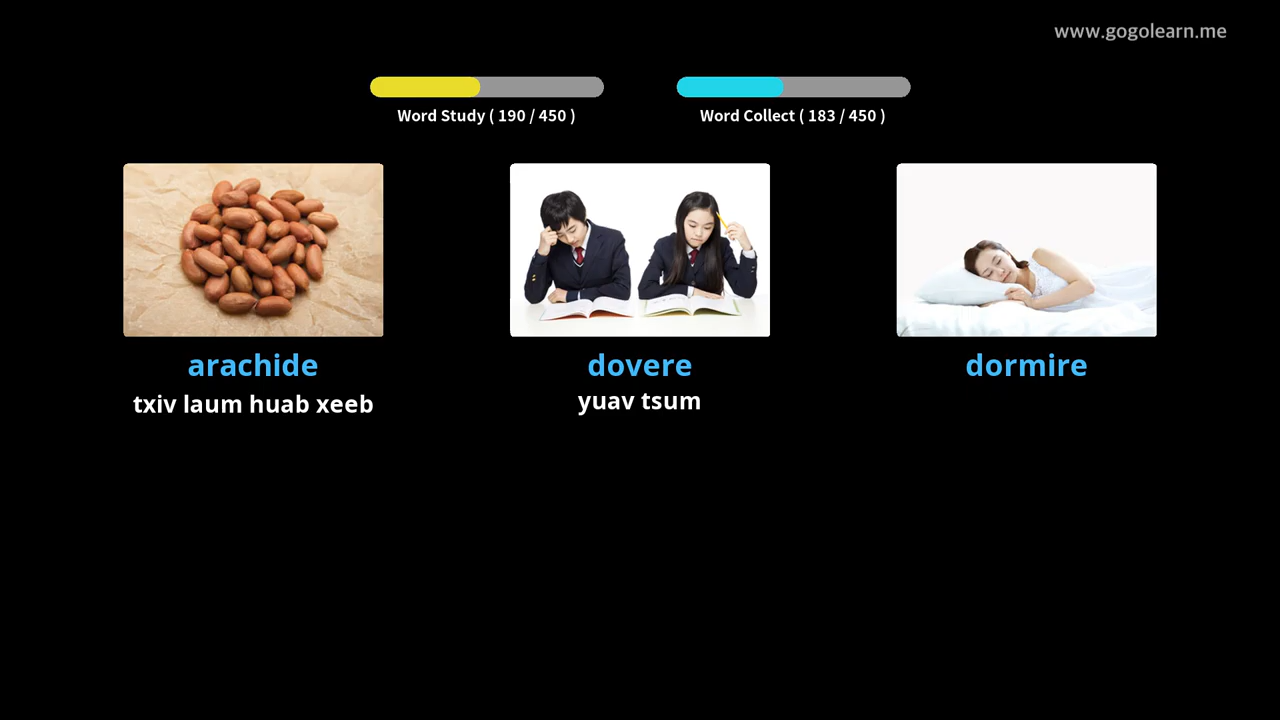 www.gogolearn.me
Word Study ( 190 / 450 )
Word Collect ( 183 / 450 )
arachide
txiv laum huab xeeb
dovere
yuav tsum
dormire